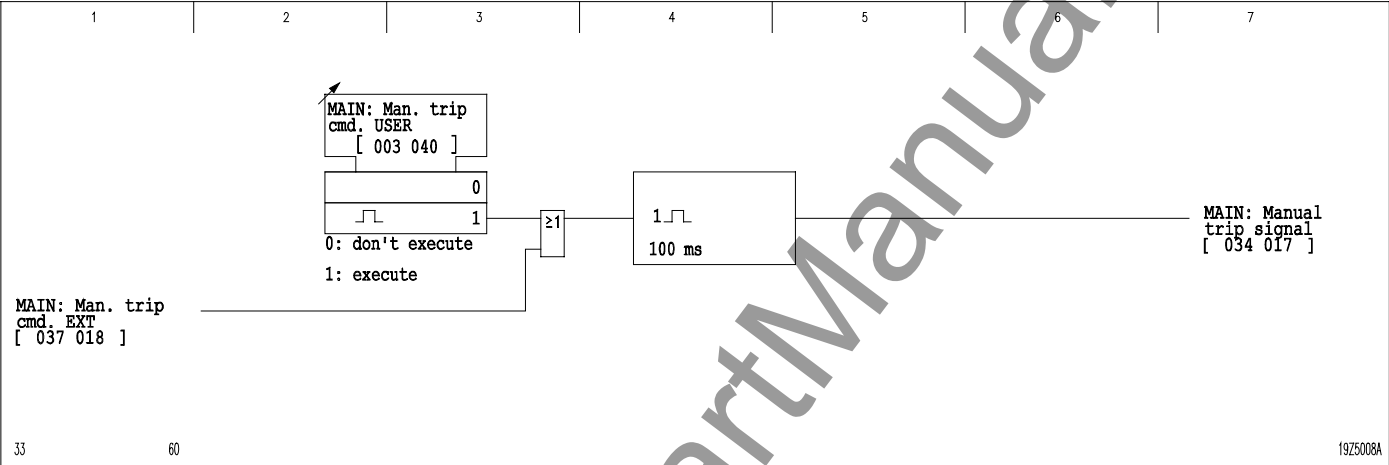 1 2 3 4 5 6 7
MAIN: Man. trip
cmd. USER
[ 003 040 ]
0
1
0: don't execute
1: execute
≥1
1
100 ms
MAIN: Manual
trip signal
[ 034 017 ]
MAIN: Man. trip
cmd. EXT
[ 037 018 ]
33 60
19Z5008A
artManua